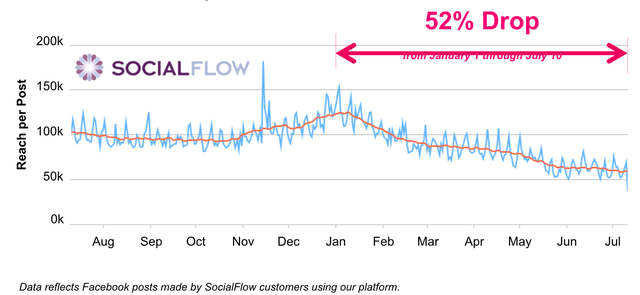 52% Drop
from January 1 through July 10
200k
SOCIALFLOW
150k
100k
50k
0k
Reach per Post
Aug Sep Oct Nov Dec Jan Feb Mar Apr May Jun Jul
Data reflects Facebook posts made by SocialFlow customers using our platform.